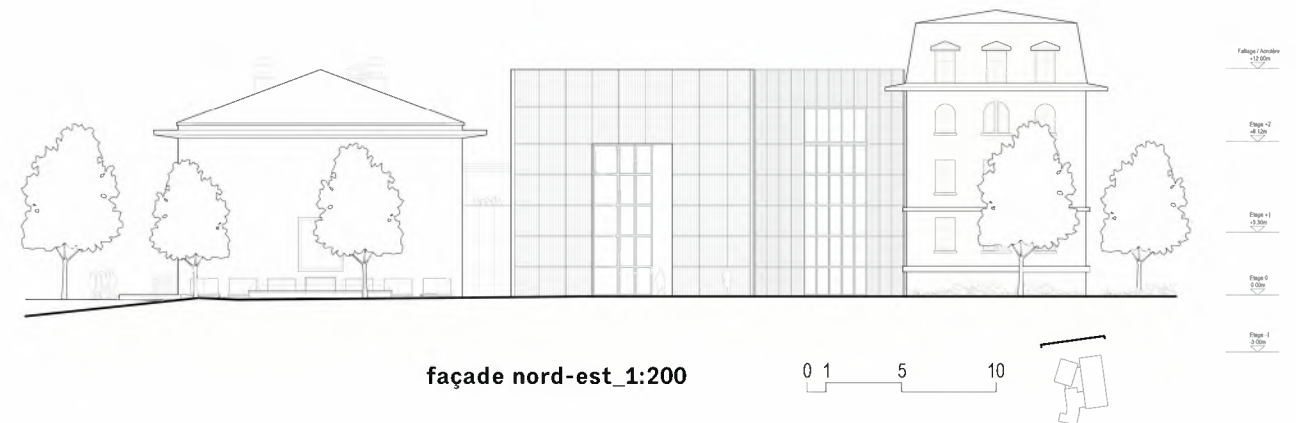 Faîtage / Acrotère
+12.00m
Étage +2
+8.12m
Étage +1
+3.30m
Étage 0
0.00m
Étage -1
-3.00m
façade nord-est_1:200
0 1 5 10